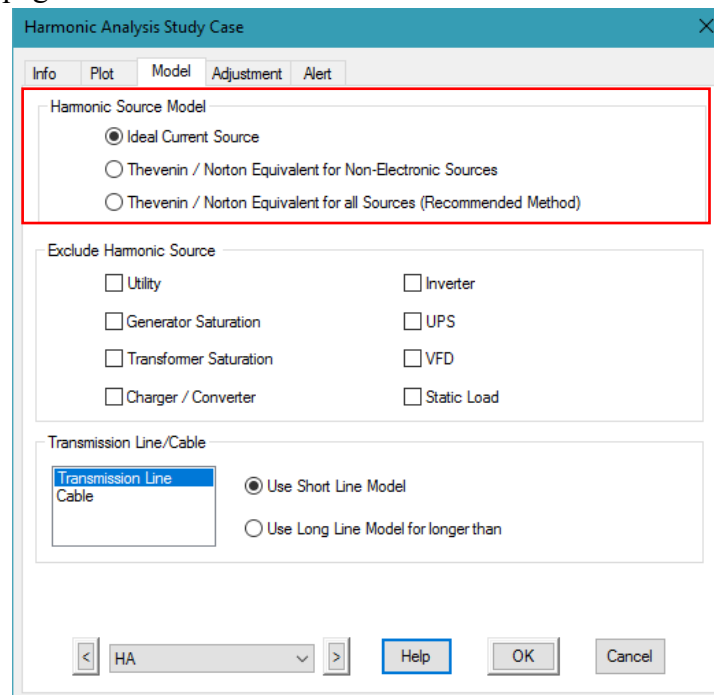 pag
Harmonic Analysis Study Case
Info Plot Model Adjustment Alert
Harmonic Source Model
Ideal Current Source
Thevenin / Norton Equivalent for Non-Electronic Sources
Thevenin / Norton Equivalent for all Sources (Recommended Method)
Exclude Harmonic Source
Utility Inverter
Generator Saturation UPS
Transformer Saturation VFD
Charger / Converter Static Load
Transmission Line/Cable
Transmission Line
Cable
Use Short Line Model
Use Long Line Model for longer than
< HA > Help OK Cancel